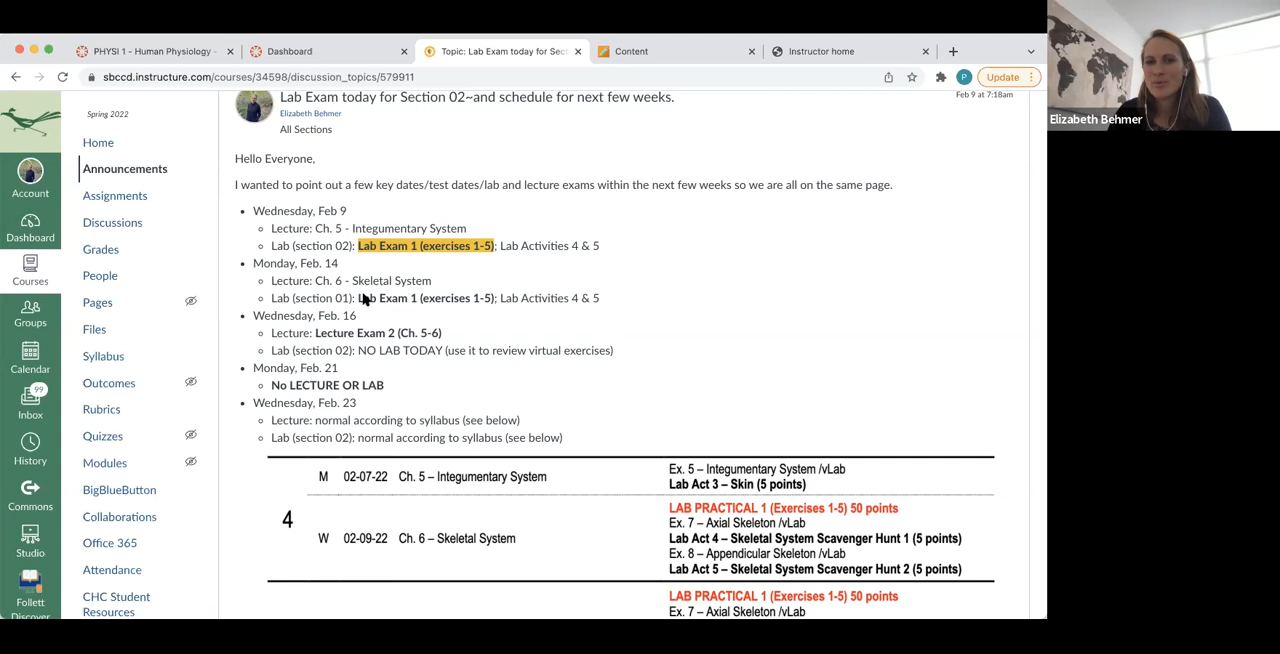 PHYSI 1 - Human Physiology -
Dashboard
Topic: Lab Exam today for Sect
Content
Instructor home
sbccd.instructure.com/courses/34598/discussion_topics/579911
P
Update
Account
Dashboard
Courses
Groups
Calendar
99
Inbox
History
Commons
Studio
Follett
Discover
Spring 2022
Home
Announcements
Assignments
Discussions
Grades
People
Pages
Files
Syllabus
Outcomes
Rubrics
Quizzes
Modules
BigBlueButton
Collaborations
Office 365
Attendance
CHC Student
Resources
Lab Exam today for Section 02~and schedule for next few weeks.
Feb 9 at 7:18am
Elizabeth Behmer
All Sections
Hello Everyone,
I wanted to point out a few key dates/test dates/lab and lecture exams within the next few weeks so we are all on the same page.
• Wednesday, Feb 9
◦ Lecture: Ch. 5 - Integumentary System
◦ Lab (section 02): Lab Exam 1 (exercises 1-5); Lab Activities 4 & 5
• Monday, Feb. 14
◦ Lecture: Ch. 6 - Skeletal System
◦ Lab (section 01): Lab Exam 1 (exercises 1-5); Lab Activities 4 & 5
• Wednesday, Feb. 16
◦ Lecture: Lecture Exam 2 (Ch. 5-6)
◦ Lab (section 02): NO LAB TODAY (use it to review virtual exercises)
• Monday, Feb. 21
◦ No LECTURE OR LAB
• Wednesday, Feb. 23
◦ Lecture: normal according to syllabus (see below)
◦ Lab (section 02): normal according to syllabus (see below)
4
M 02-07-22 Ch. 5 – Integumentary System
Ex. 5 – Integumentary System /vLab
Lab Act 3 – Skin (5 points)
W 02-09-22 Ch. 6 – Skeletal System
LAB PRACTICAL 1 (Exercises 1-5) 50 points
Ex. 7 – Axial Skeleton /vLab
Lab Act 4 – Skeletal System Scavenger Hunt 1 (5 points)
Ex. 8 – Appendicular Skeleton /vLab
Lab Act 5 – Skeletal System Scavenger Hunt 2 (5 points)
LAB PRACTICAL 1 (Exercises 1-5) 50 points
Ex. 7 – Axial Skeleton /vLab
Elizabeth Behmer